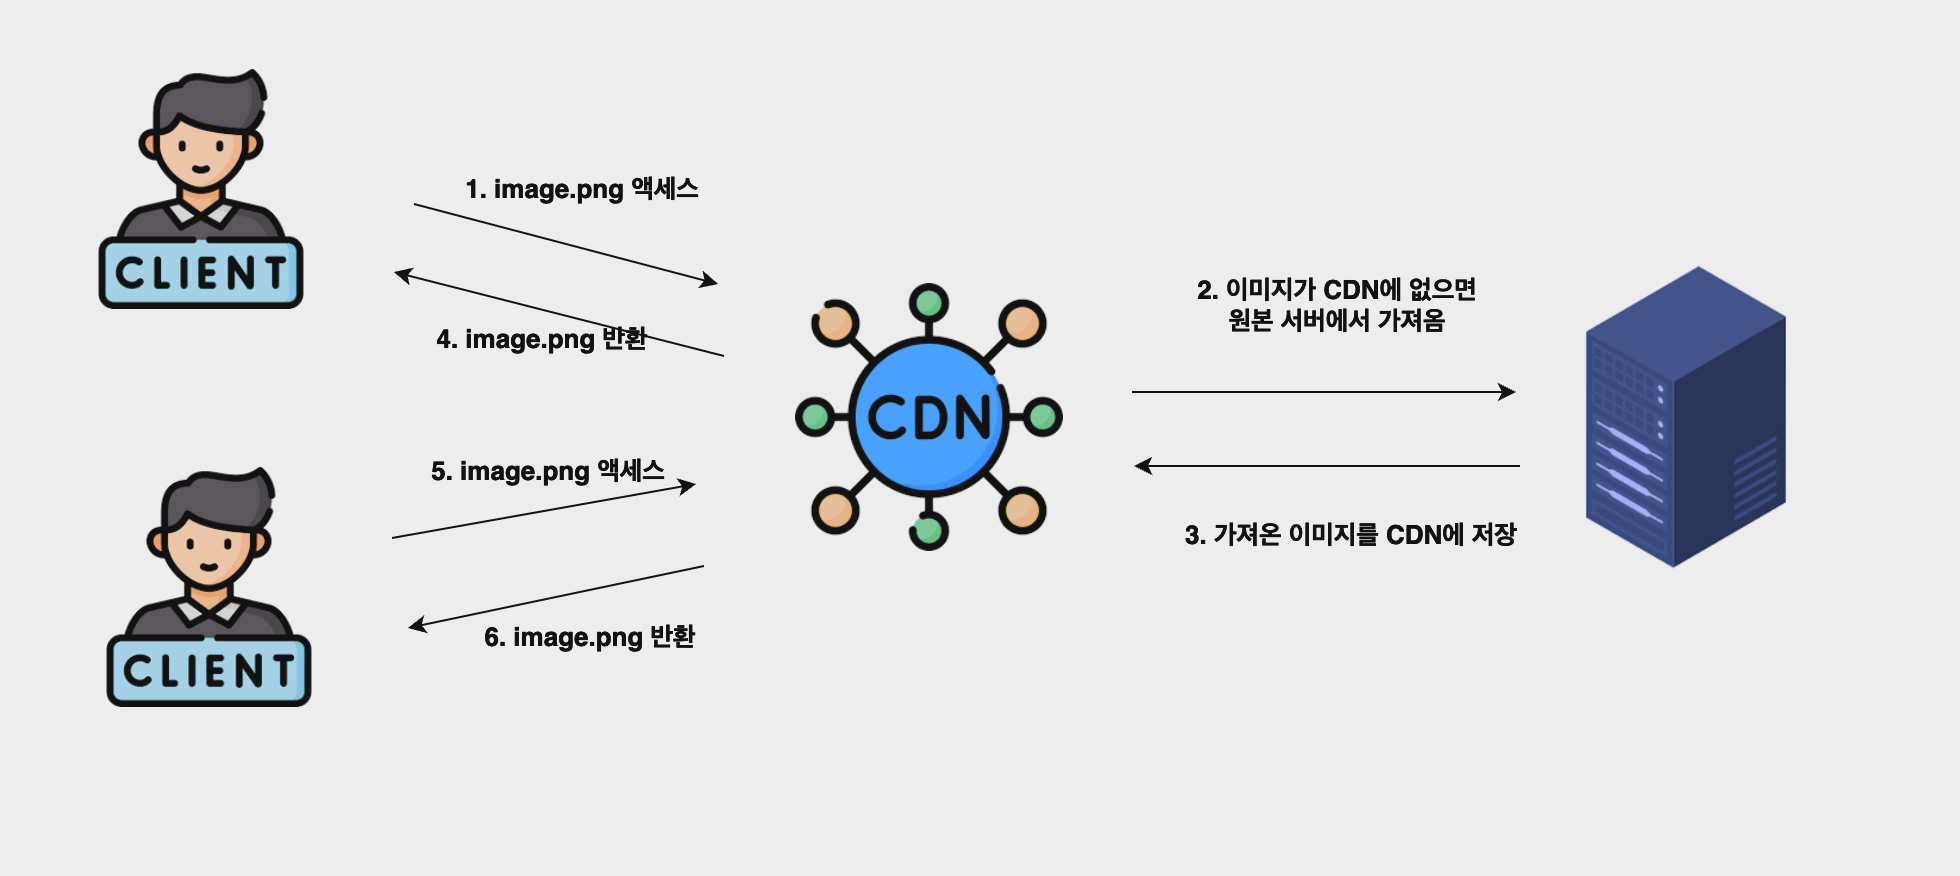 CLIENT
1. image.png 액세스
4. image.png 반환
5. image.png 액세스
CLIENT
6. image.png 반환
CDN
2. 이미지가 CDN에 없으면
원본 서버에서 가져옴
3. 가져온 이미지를 CDN에 저장